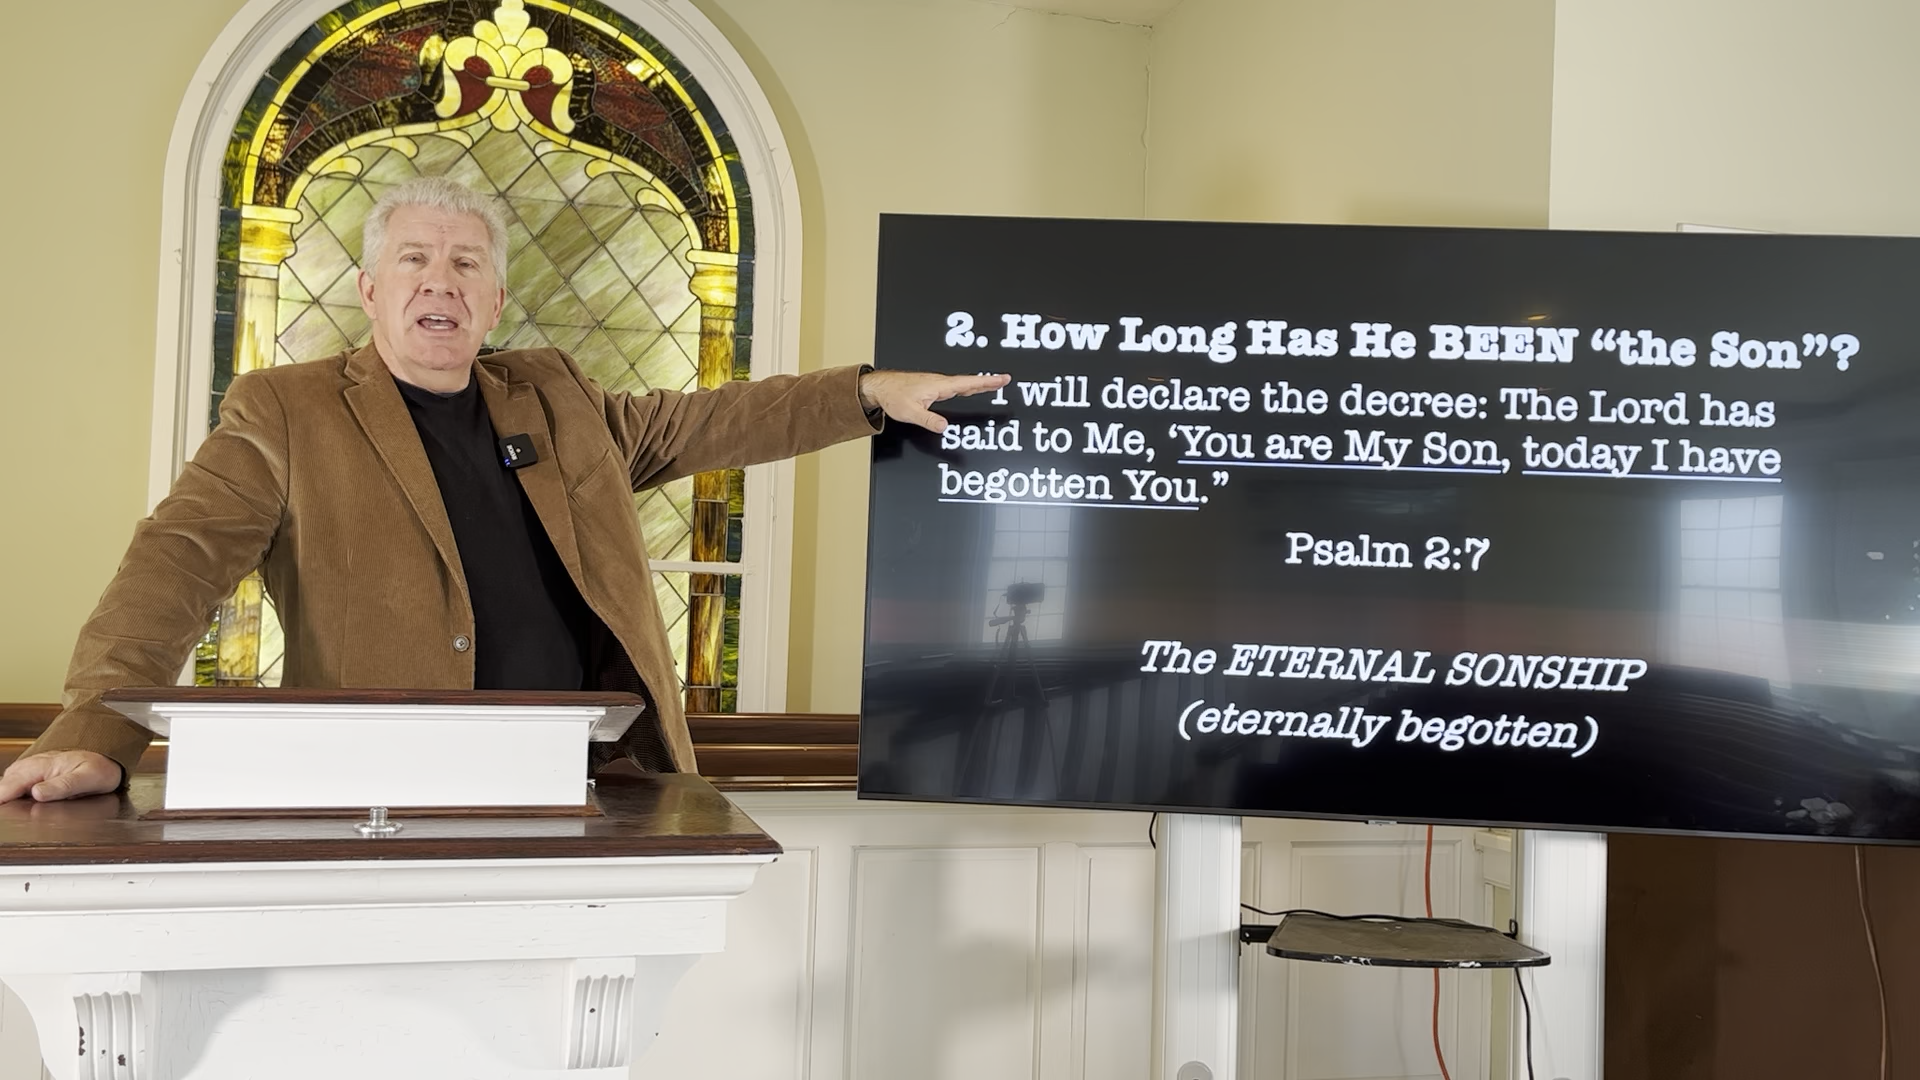 2. How Long Has He BEEN “the Son”?
“I will declare the decree: The Lord has
said to Me, ‘You are My Son, today I have
begotten You.”
Psalm 2:7
The ETERNAL SONSHIP
(eternally begotten)